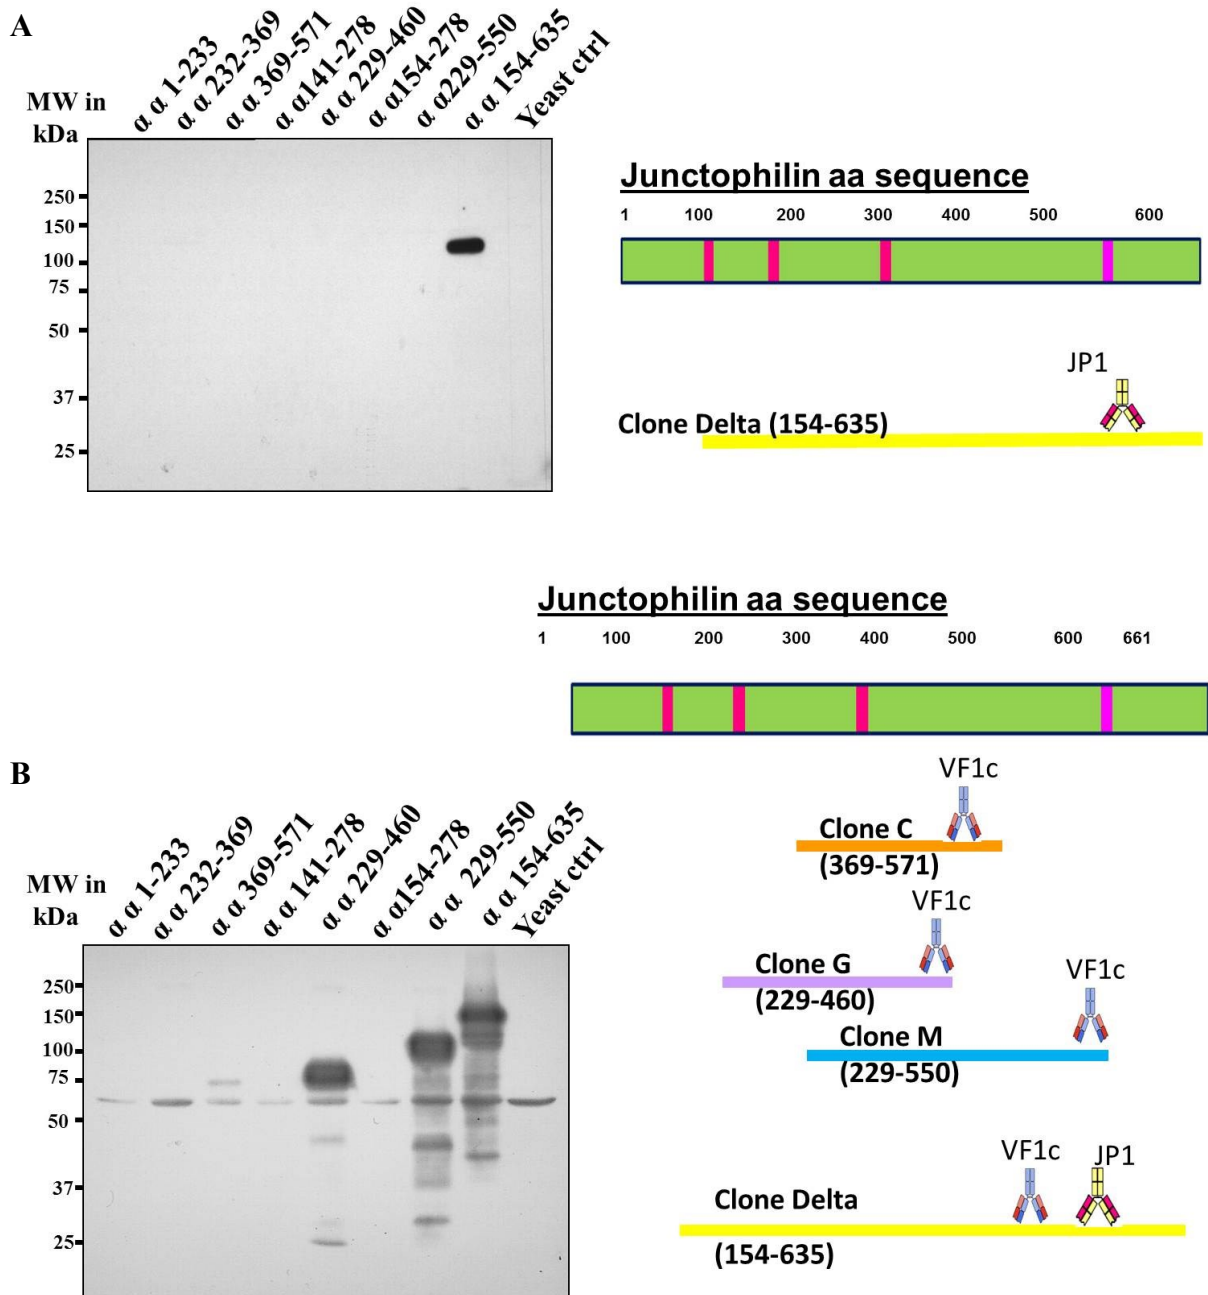 A
α α 1-233
α α 232-369
α α 369-571
α α141-278
α α 229-460
α α154-278
α α229-550
α α 154-635
Yeast ctrl
MW in
kDa
250
150
100
75
50
37
25
Junctophilin aa sequence
1 100 200 300 400 500 600
JP1
Clone Delta (154-635)
Junctophilin aa sequence
1 100 200 300 400 500 600 661
B
α α 1-233
α α 232-369
α α 369-571
α α 141-278
α α 229-460
α α154-278
α α 229-550
α α 154-635
Yeast ctrl
MW in
kDa
250
150
100
75
50
37
25
VF1c
Clone C
(369-571)
VF1c
Clone G
(229-460)
VF1c
Clone M
(229-550)
VF1c JP1
Clone Delta
(154-635)